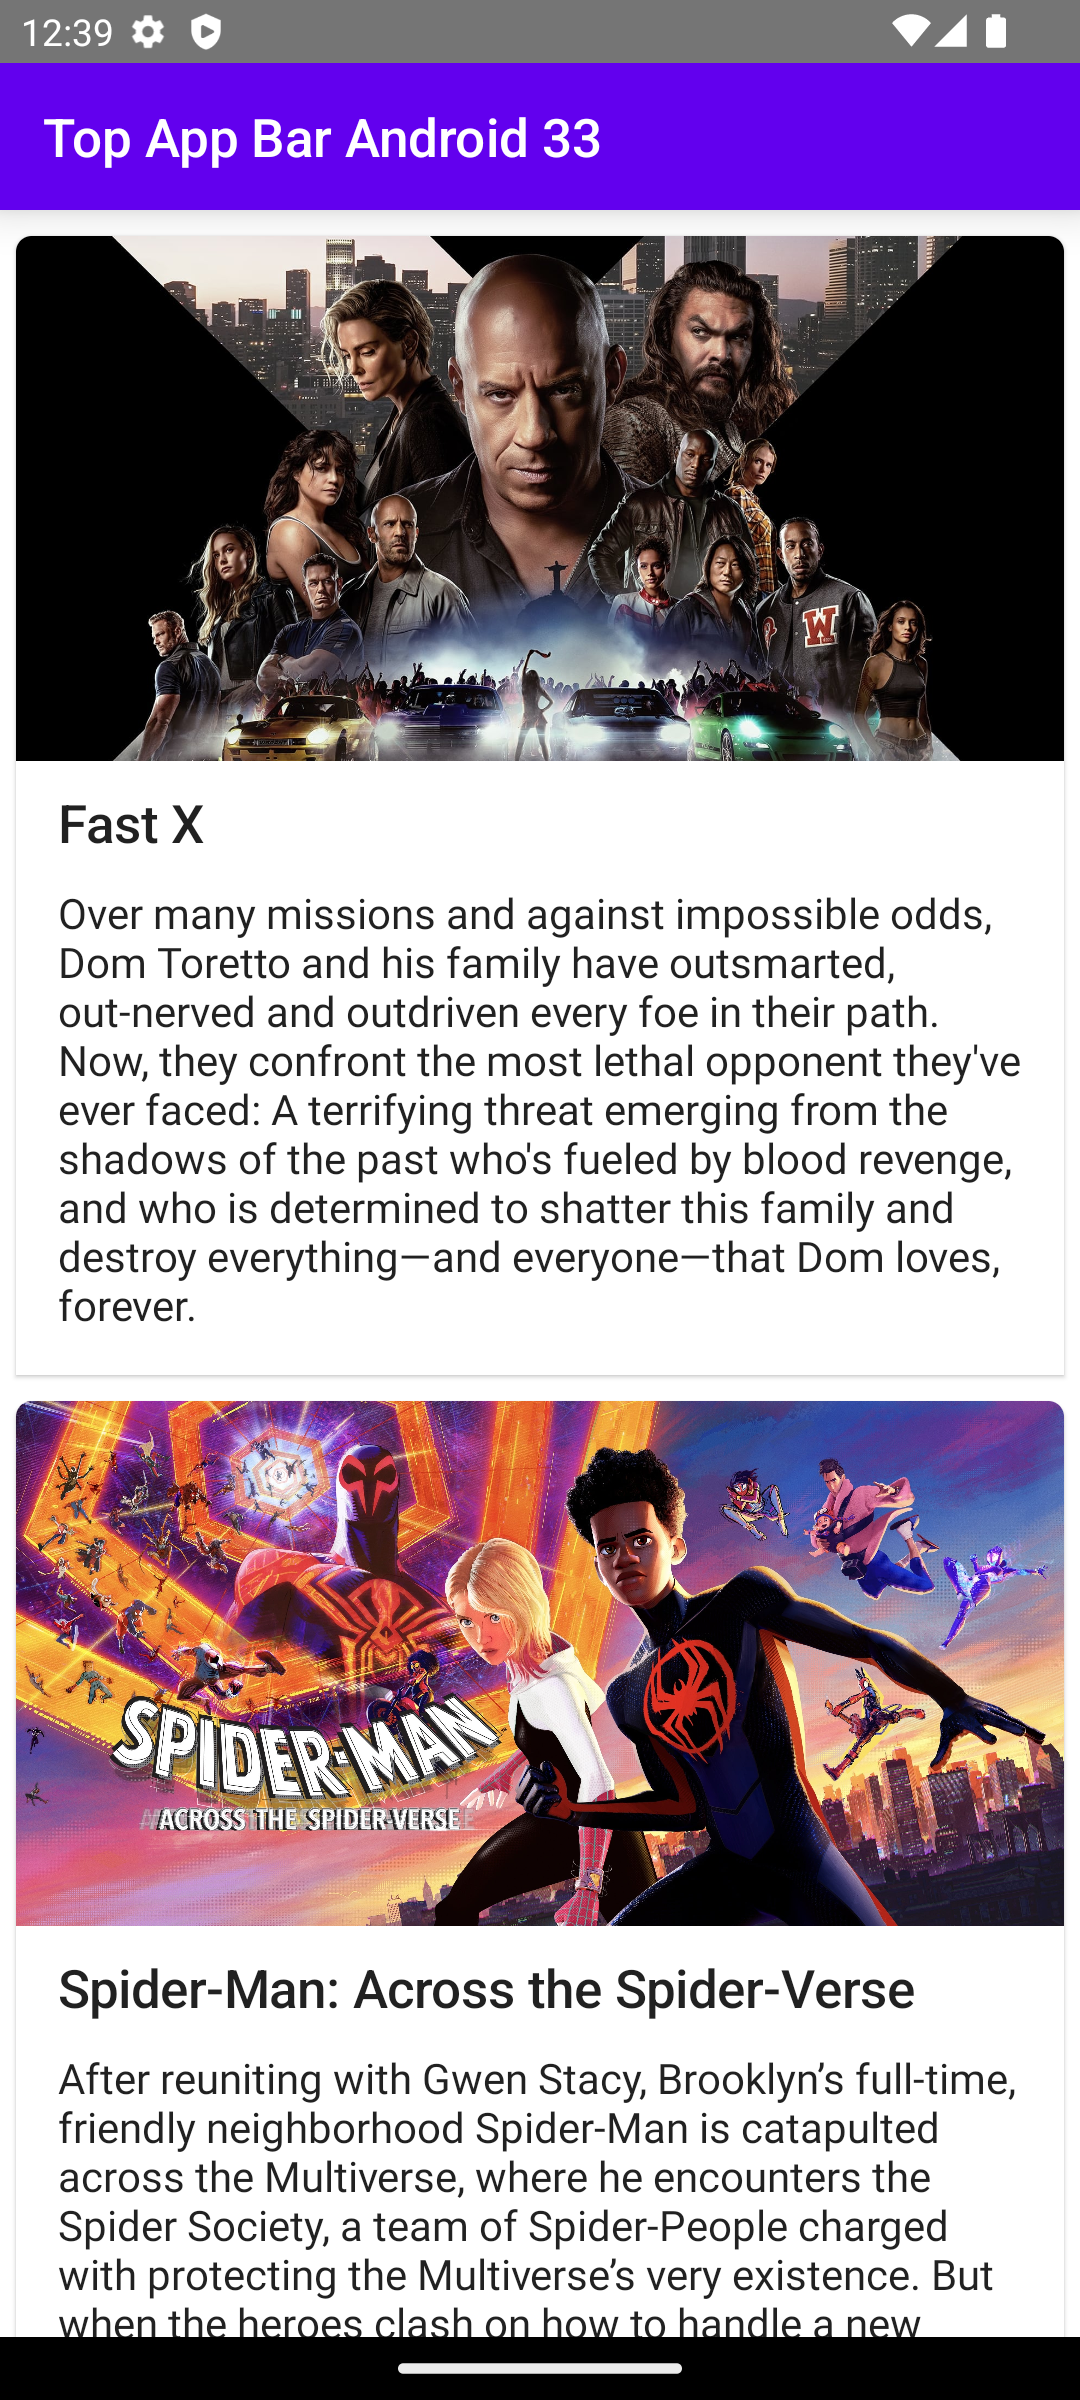 12:39
Top App Bar Android 33
W
Fast X
Over many missions and against impossible odds,
Dom Toretto and his family have outsmarted,
out-nerved and outdriven every foe in their path.
Now, they confront the most lethal opponent they've
ever faced: A terrifying threat emerging from the
shadows of the past who's fueled by blood revenge,
and who is determined to shatter this family and
destroy everything—and everyone—that Dom loves,
forever.
SPIDER-MAN
ACROSS THE SPIDER-VERSE
Spider-Man: Across the Spider-Verse
After reuniting with Gwen Stacy, Brooklyn’s full-time,
friendly neighborhood Spider-Man is catapulted
across the Multiverse, where he encounters the
Spider Society, a team of Spider-People charged
with protecting the Multiverse’s very existence. But
when the heroes clash on how to handle a new